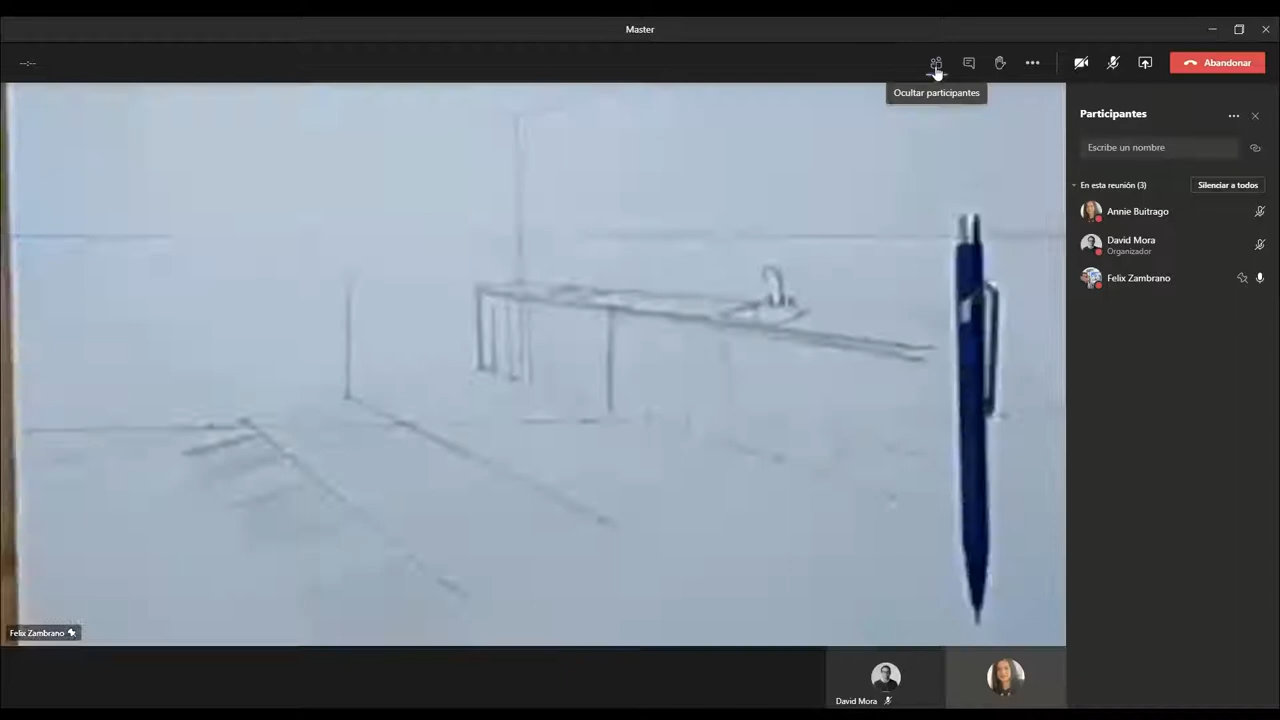 Master
--:--
Abandonar
Ocultar participantes
Participantes
Escribe un nombre
En esta reunión (3)
Silenciar a todos
Annie Buitrago
David Mora
Organizador
Felix Zambrano
Felix Zambrano
David Mora